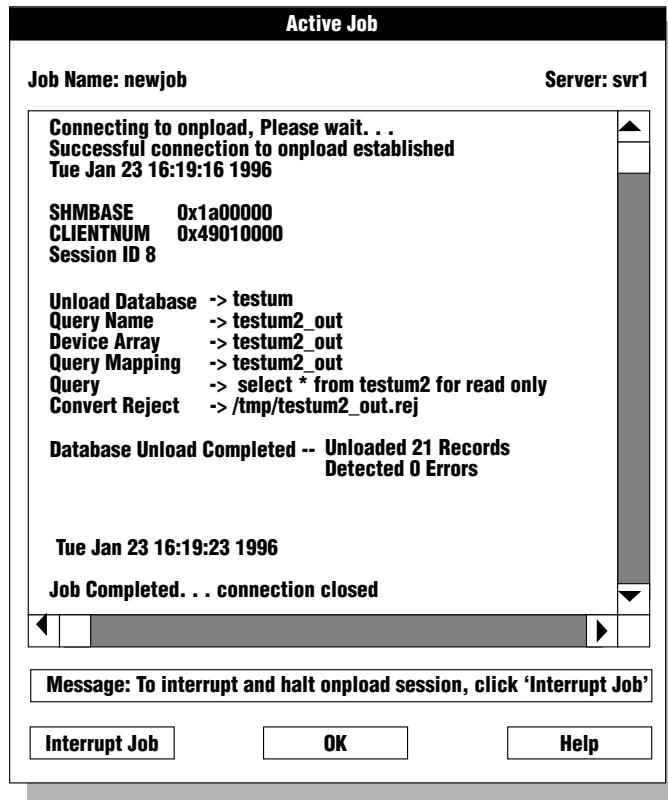 Active Job
Job Name: newjob Server: svr1
Connecting to onpload, Please wait. . .
Successful connection to onpload established
Tue Jan 23 16:19:16 1996
SHMBASE 0x1a00000
CLIENTNUM 0x49010000
Session ID 8
Unload Database -> testum
Query Name -> testum2_out
Device Array -> testum2_out
Query Mapping -> testum2_out
Query -> select * from testum2 for read only
Convert Reject -> /tmp/testum2_out.rej
Database Unload Completed -- Unloaded 21 Records
Detected 0 Errors
Tue Jan 23 16:19:23 1996
Job Completed. . . connection closed
Message: To interrupt and halt onpload session, click ‘Interrupt Job’
Interrupt Job OK Help